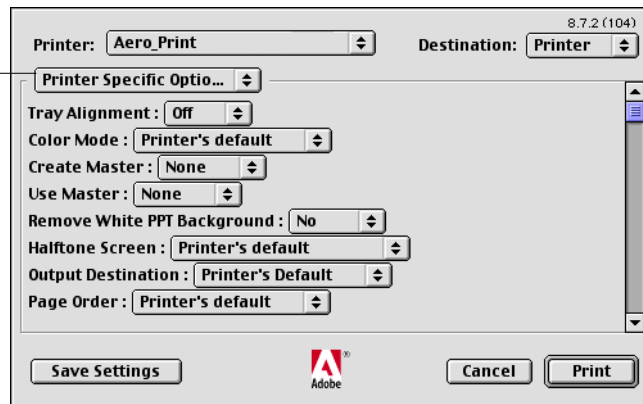 8.7.2 (104)
Printer: Aero_Print Destination: Printer
Printer Specific Optio...
Tray Alignment : Off
Color Mode : Printer's default
Create Master : None
Use Master : None
Remove White PPT Background : No
Halftone Screen : Printer's default
Output Destination : Printer's Default
Page Order : Printer's default
Save Settings Adobe ® Cancel Print